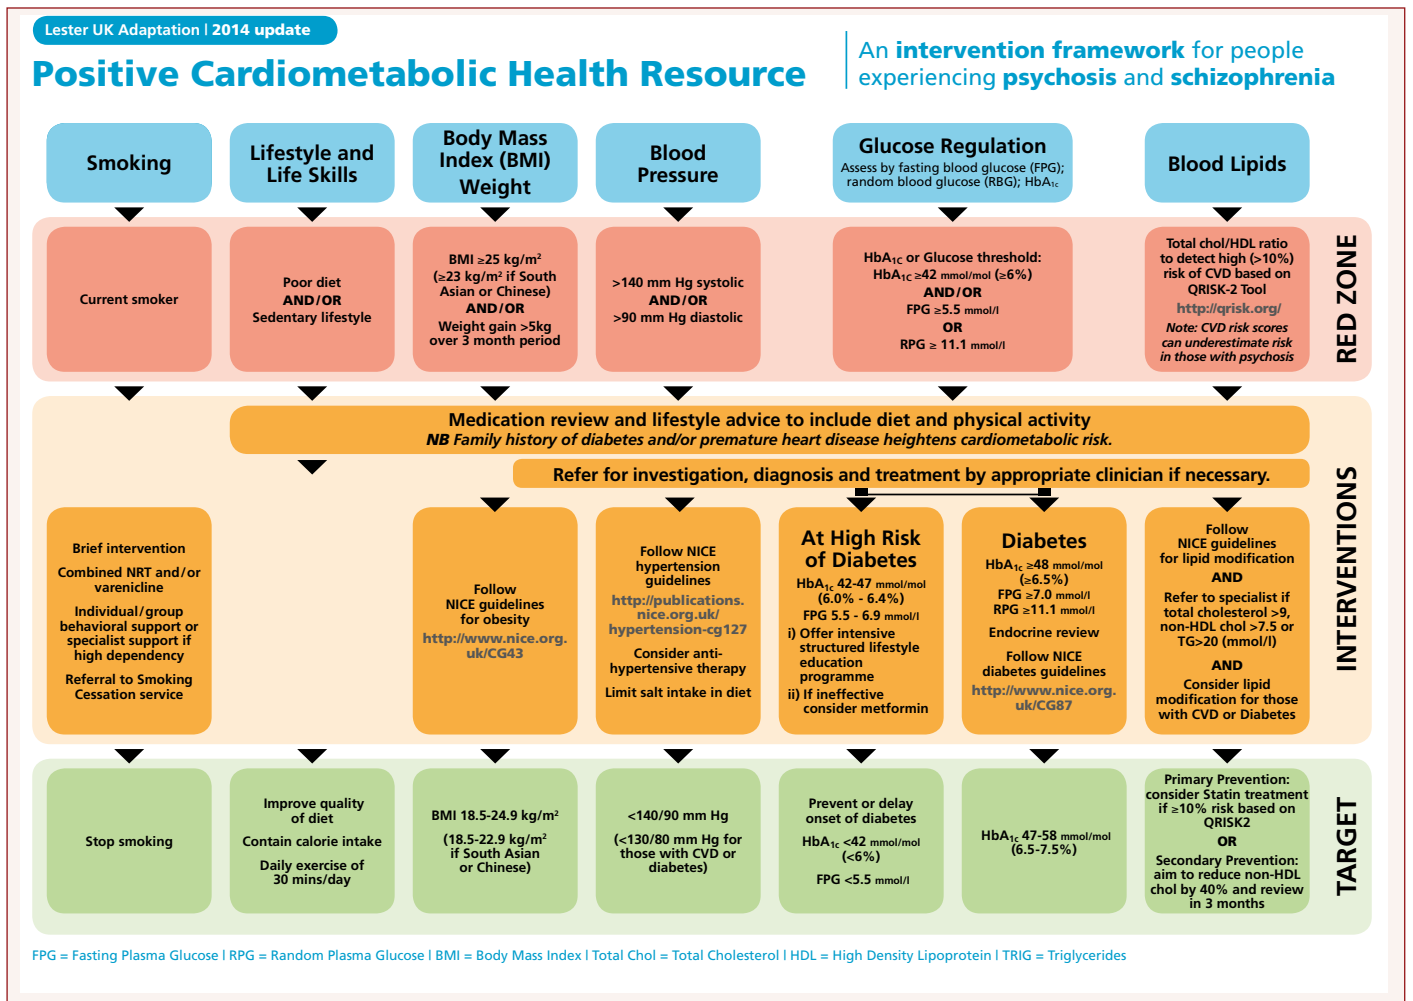 Lester UK Adaptation | 2014 update
Positive Cardiometabolic Health Resource
An intervention framework for people
experiencing psychosis and schizophrenia
Smoking
Lifestyle and
Life Skills
Body Mass
Index (BMI)
Weight
Blood
Pressure
Glucose Regulation
Assess by fasting blood glucose (FPG);
random blood glucose (RBG); HbA1c
Blood Lipids
Current smoker
Poor diet
AND/OR
Sedentary lifestyle
BMI ≥25 kg/m²
(≥23 kg/m² if South
Asian or Chinese)
AND/OR
Weight gain >5kg
over 3 month period
>140 mm Hg systolic
AND/OR
>90 mm Hg diastolic
HbA1C or Glucose threshold:
HbA1C ≥42 mmol/mol (≥6%)
AND/OR
FPG ≥5.5 mmol/l
OR
RPG ≥ 11.1 mmol/l
Total chol/HDL ratio
to detect high (>10%)
risk of CVD based on
QRISK-2 Tool
http://qrisk.org/
Note: CVD risk scores
can underestimate risk
in those with psychosis
RED ZONE
Medication review and lifestyle advice to include diet and physical activity
NB Family history of diabetes and/or premature heart disease heightens cardiometabolic risk.
Refer for investigation, diagnosis and treatment by appropriate clinician if necessary.
Brief intervention
Combined NRT and/or
varenicline
Individual/group
behavioral support or
specialist support if
high dependency
Referral to Smoking
Cessation service
Follow
NICE guidelines
for obesity
http://www.nice.org.
uk/CG43
Follow NICE
hypertension
guidelines
http://publications.
nice.org.uk/
hypertension-cg127
Consider anti-
hypertensive therapy
Limit salt intake in diet
At High Risk
of Diabetes
HbA1c 42-47 mmol/mol
(6.0% - 6.4%)
FPG 5.5 - 6.9 mmol/l
i) Offer intensive
structured lifestyle
education
programme
ii) If ineffective
consider metformin
Diabetes
HbA1c ≥48 mmol/mol
(≥6.5%)
FPG ≥7.0 mmol/l
RPG ≥11.1 mmol/l
Endocrine review
Follow NICE
diabetes guidelines
http://www.nice.org.
uk/CG87
Follow
NICE guidelines
for lipid modification
AND
Refer to specialist if
total cholesterol >9,
non-HDL chol >7.5 or
TG>20 (mmol/l)
AND
Consider lipid
modification for those
with CVD or Diabetes
INTERVENTIONS
Stop smoking
Improve quality
of diet
Contain calorie intake
Daily exercise of
30 mins/day
BMI 18.5-24.9 kg/m²
(18.5-22.9 kg/m²
if South Asian
or Chinese)
<140/90 mm Hg
(<130/80 mm Hg for
those with CVD or
diabetes)
Prevent or delay
onset of diabetes
HbA1c <42 mmol/mol
(<6%)
FPG <5.5 mmol/l
HbA1c 47-58 mmol/mol
(6.5-7.5%)
Primary Prevention:
consider Statin treatment
if ≥10% risk based on
QRISK2
OR
Secondary Prevention:
aim to reduce non-HDL
chol by 40% and review
in 3 months
TARGET
FPG = Fasting Plasma Glucose | RPG = Random Plasma Glucose | BMI = Body Mass Index | Total Chol = Total Cholesterol | HDL = High Density Lipoprotein | TRIG = Triglycerides